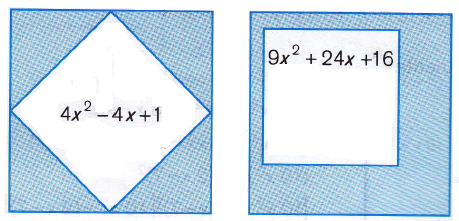 4x² − 4x + 1
9x² + 24x + 16